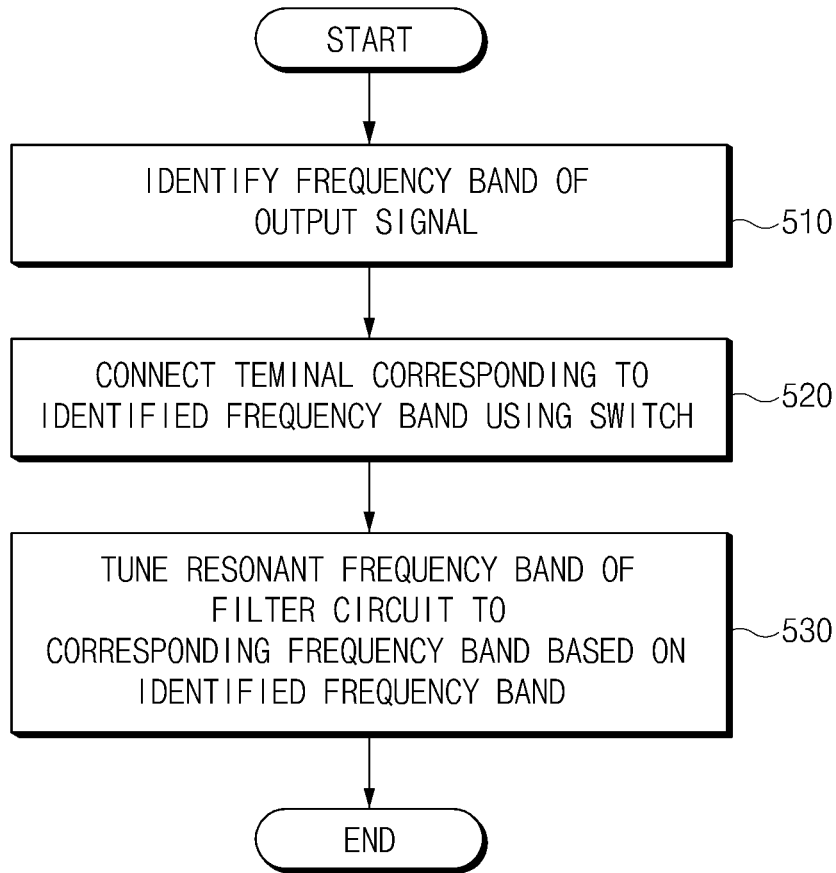 START
IDENTIFY FREQUENCY BAND OF
OUTPUT SIGNAL
510
CONNECT TEMINAL CORRESPONDING TO
IDENTIFIED FREQUENCY BAND USING SWITCH
520
TUNE RESONANT FREQUENCY BAND OF
FILTER CIRCUIT TO
CORRESPONDING FREQUENCY BAND BASED ON
IDENTIFIED FREQUENCY BAND
530
END